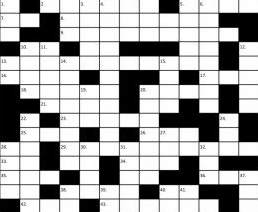 1. 2. 3. 4. 5. 6.
7. 8.
9.
10. 11. 12.
13. 14. 15.
16. 17.
18. 19. 20.
21.
22. 23. 24.
25. 26. 27.
28. 29. 30. 31. 32.
33. 34.
35. 36. 37.
38. 39. 40. 41.
42. 43.